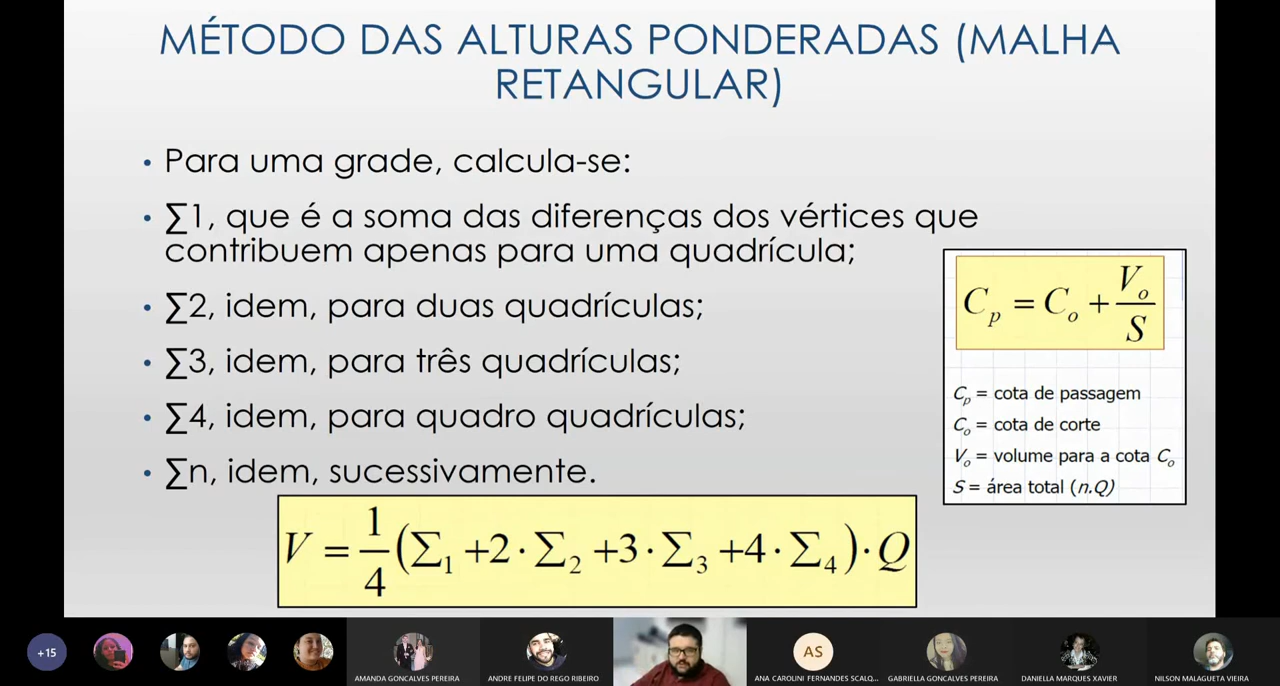 MÉTODO DAS ALTURAS PONDERADAS (MALHA
RETANGULAR)
• Para uma grade, calcula-se:
• ∑1, que é a soma das diferenças dos vértices que
contribuem apenas para uma quadrícula;
• ∑2, idem, para duas quadrículas;
• ∑3, idem, para três quadrículas;
• ∑4, idem, para quadro quadrículas;
• ∑n, idem, sucessivamente.
V = 1/4 (∑₁ +2·∑₂ +3·∑₃ +4·∑₄)·Q
Cₚ = Cₒ + Vₒ/S
Cₚ = cota de passagem
Cₒ = cota de corte
Vₒ = volume para a cota Cₒ
S = área total (n.Q)
+15
AMANDA GONCALVES PEREIRA
ANDRE FELIPE DO REGO RIBEIRO
AS
ANA CAROLINI FERNANDES SCALQ...
GABRIELLA GONCALVES PEREIRA
DANIELLA MARQUES XAVIER
NILSON MALAGUETA VIEIRA